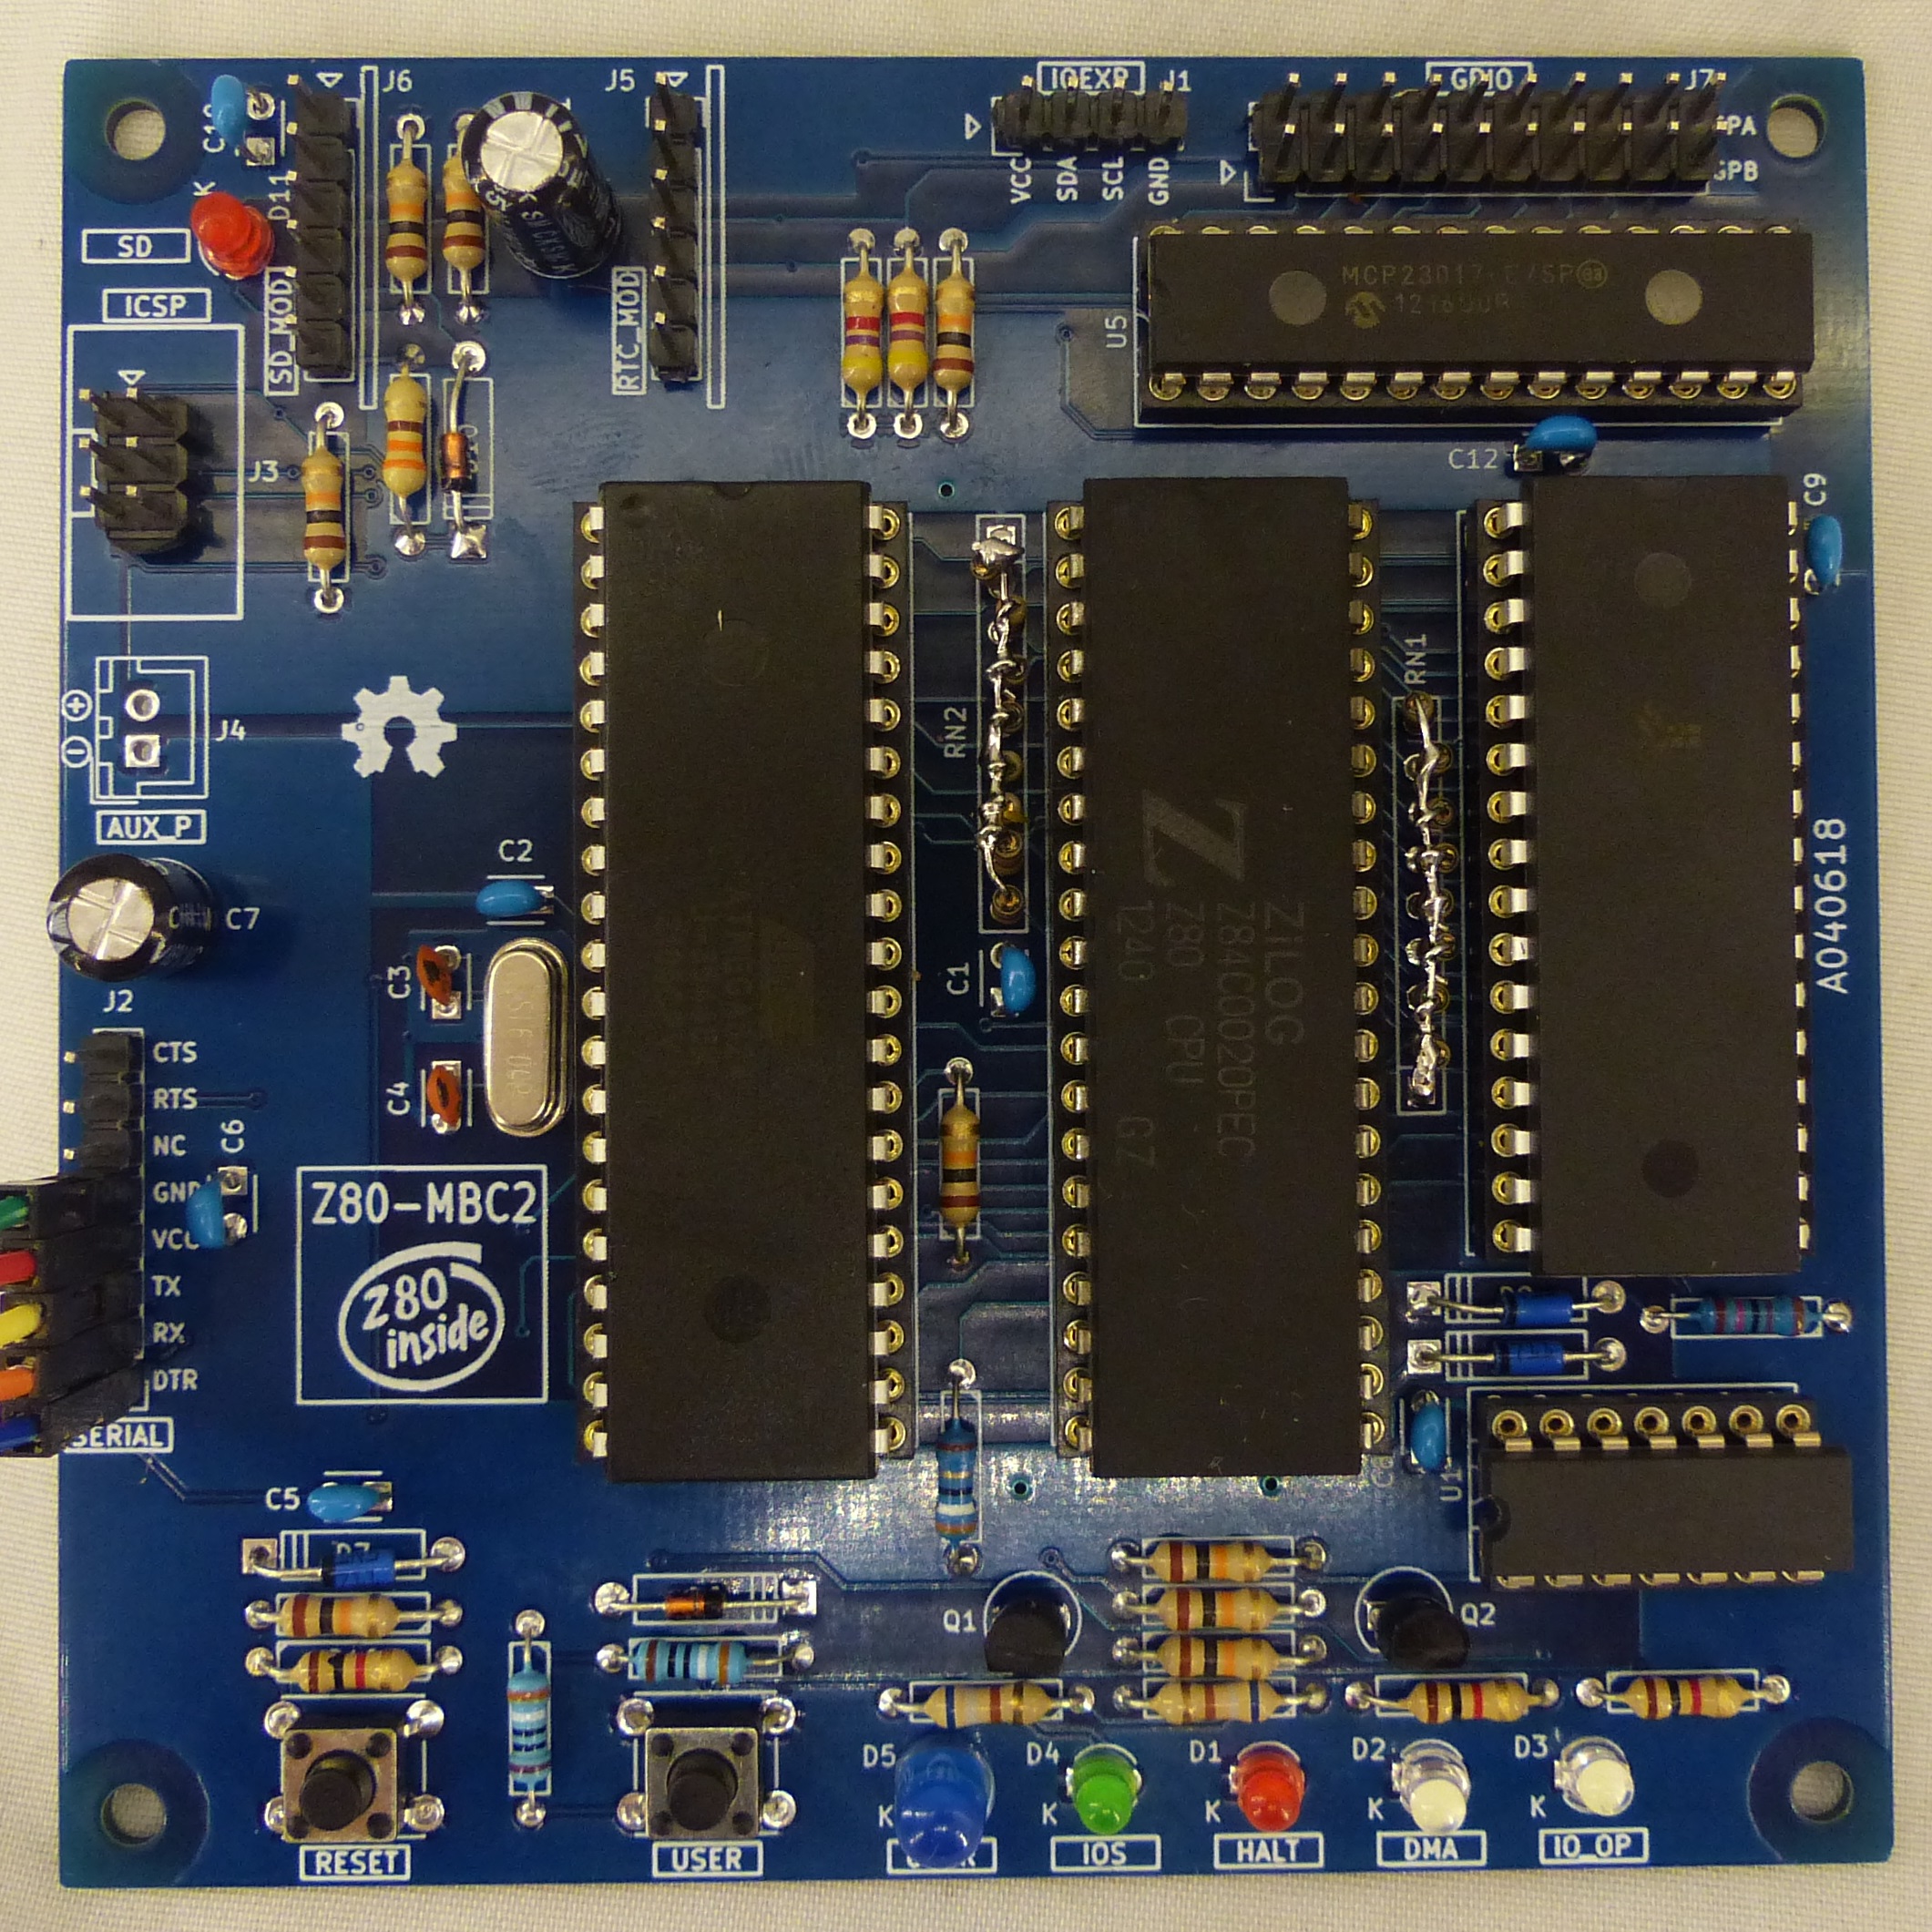 J6
J5
IOEXP
J1
GPIO
J7
C10
GPA
GPB
VCC
SDA
SCL
GND
K
D11
SD
ICSP
SD_MOD
RTC_MOD
U5
MCP23017-E/SP
J3
C12
C9
RN1
RN2
J4
AUX_P
A040618
C2
C7
C3
C1
ZILOG
Z84C0020PEC
Z80 CPU
1240 GZ
J2
CTS
RTS
NC
GND
VCC
TX
RX
DTR
C4
C6
Z80-MBC2
Z80
inside
SERIAL
C5
U1
D7
Q1
Q2
D5
D4
D1
D2
D3
K
K
K
K
K
RESET
USER
IOS
HALT
DMA
IO_OP